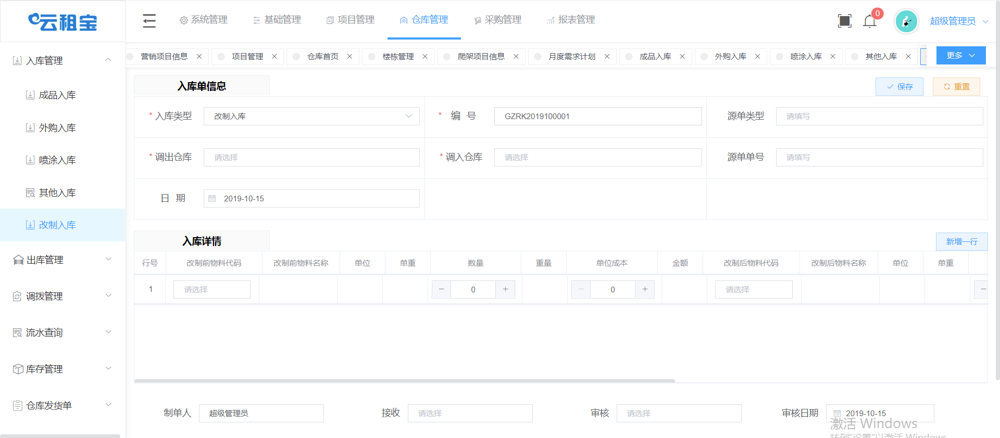 云租宝
系统管理 基础管理 项目管理 仓库管理 采购管理 报表管理 0 超级管理员
营销项目信息 项目管理 仓库首页 楼栋管理 爬架项目信息 月度需求计划 成品入库 外购入库 喷涂入库 其他入库 更多
入库管理
成品入库
外购入库
喷涂入库
其他入库
改制入库
出库管理
调拨管理
流水查询
库存管理
仓库发货单
入库单信息 保存 重置
* 入库类型 改制入库 * 编 号 GZRK2019100001 源单类型 请填写
* 调出仓库 请选择 * 调入仓库 请选择 源单单号 请填写
日 期 2019-10-15
入库详情 新增一行
行号 改制前物料代码 改制前物料名称 单位 单重 数量 重量 单位成本 金额 改制后物料代码 改制后物料名称 单位 单重
1 请选择 − 0 + − 0 + 请选择 −
制单人 超级管理员 接收 请选择 审核 请选择 审核日期 2019-10-15
激活 Windows
转到“设置”以激活 Windows